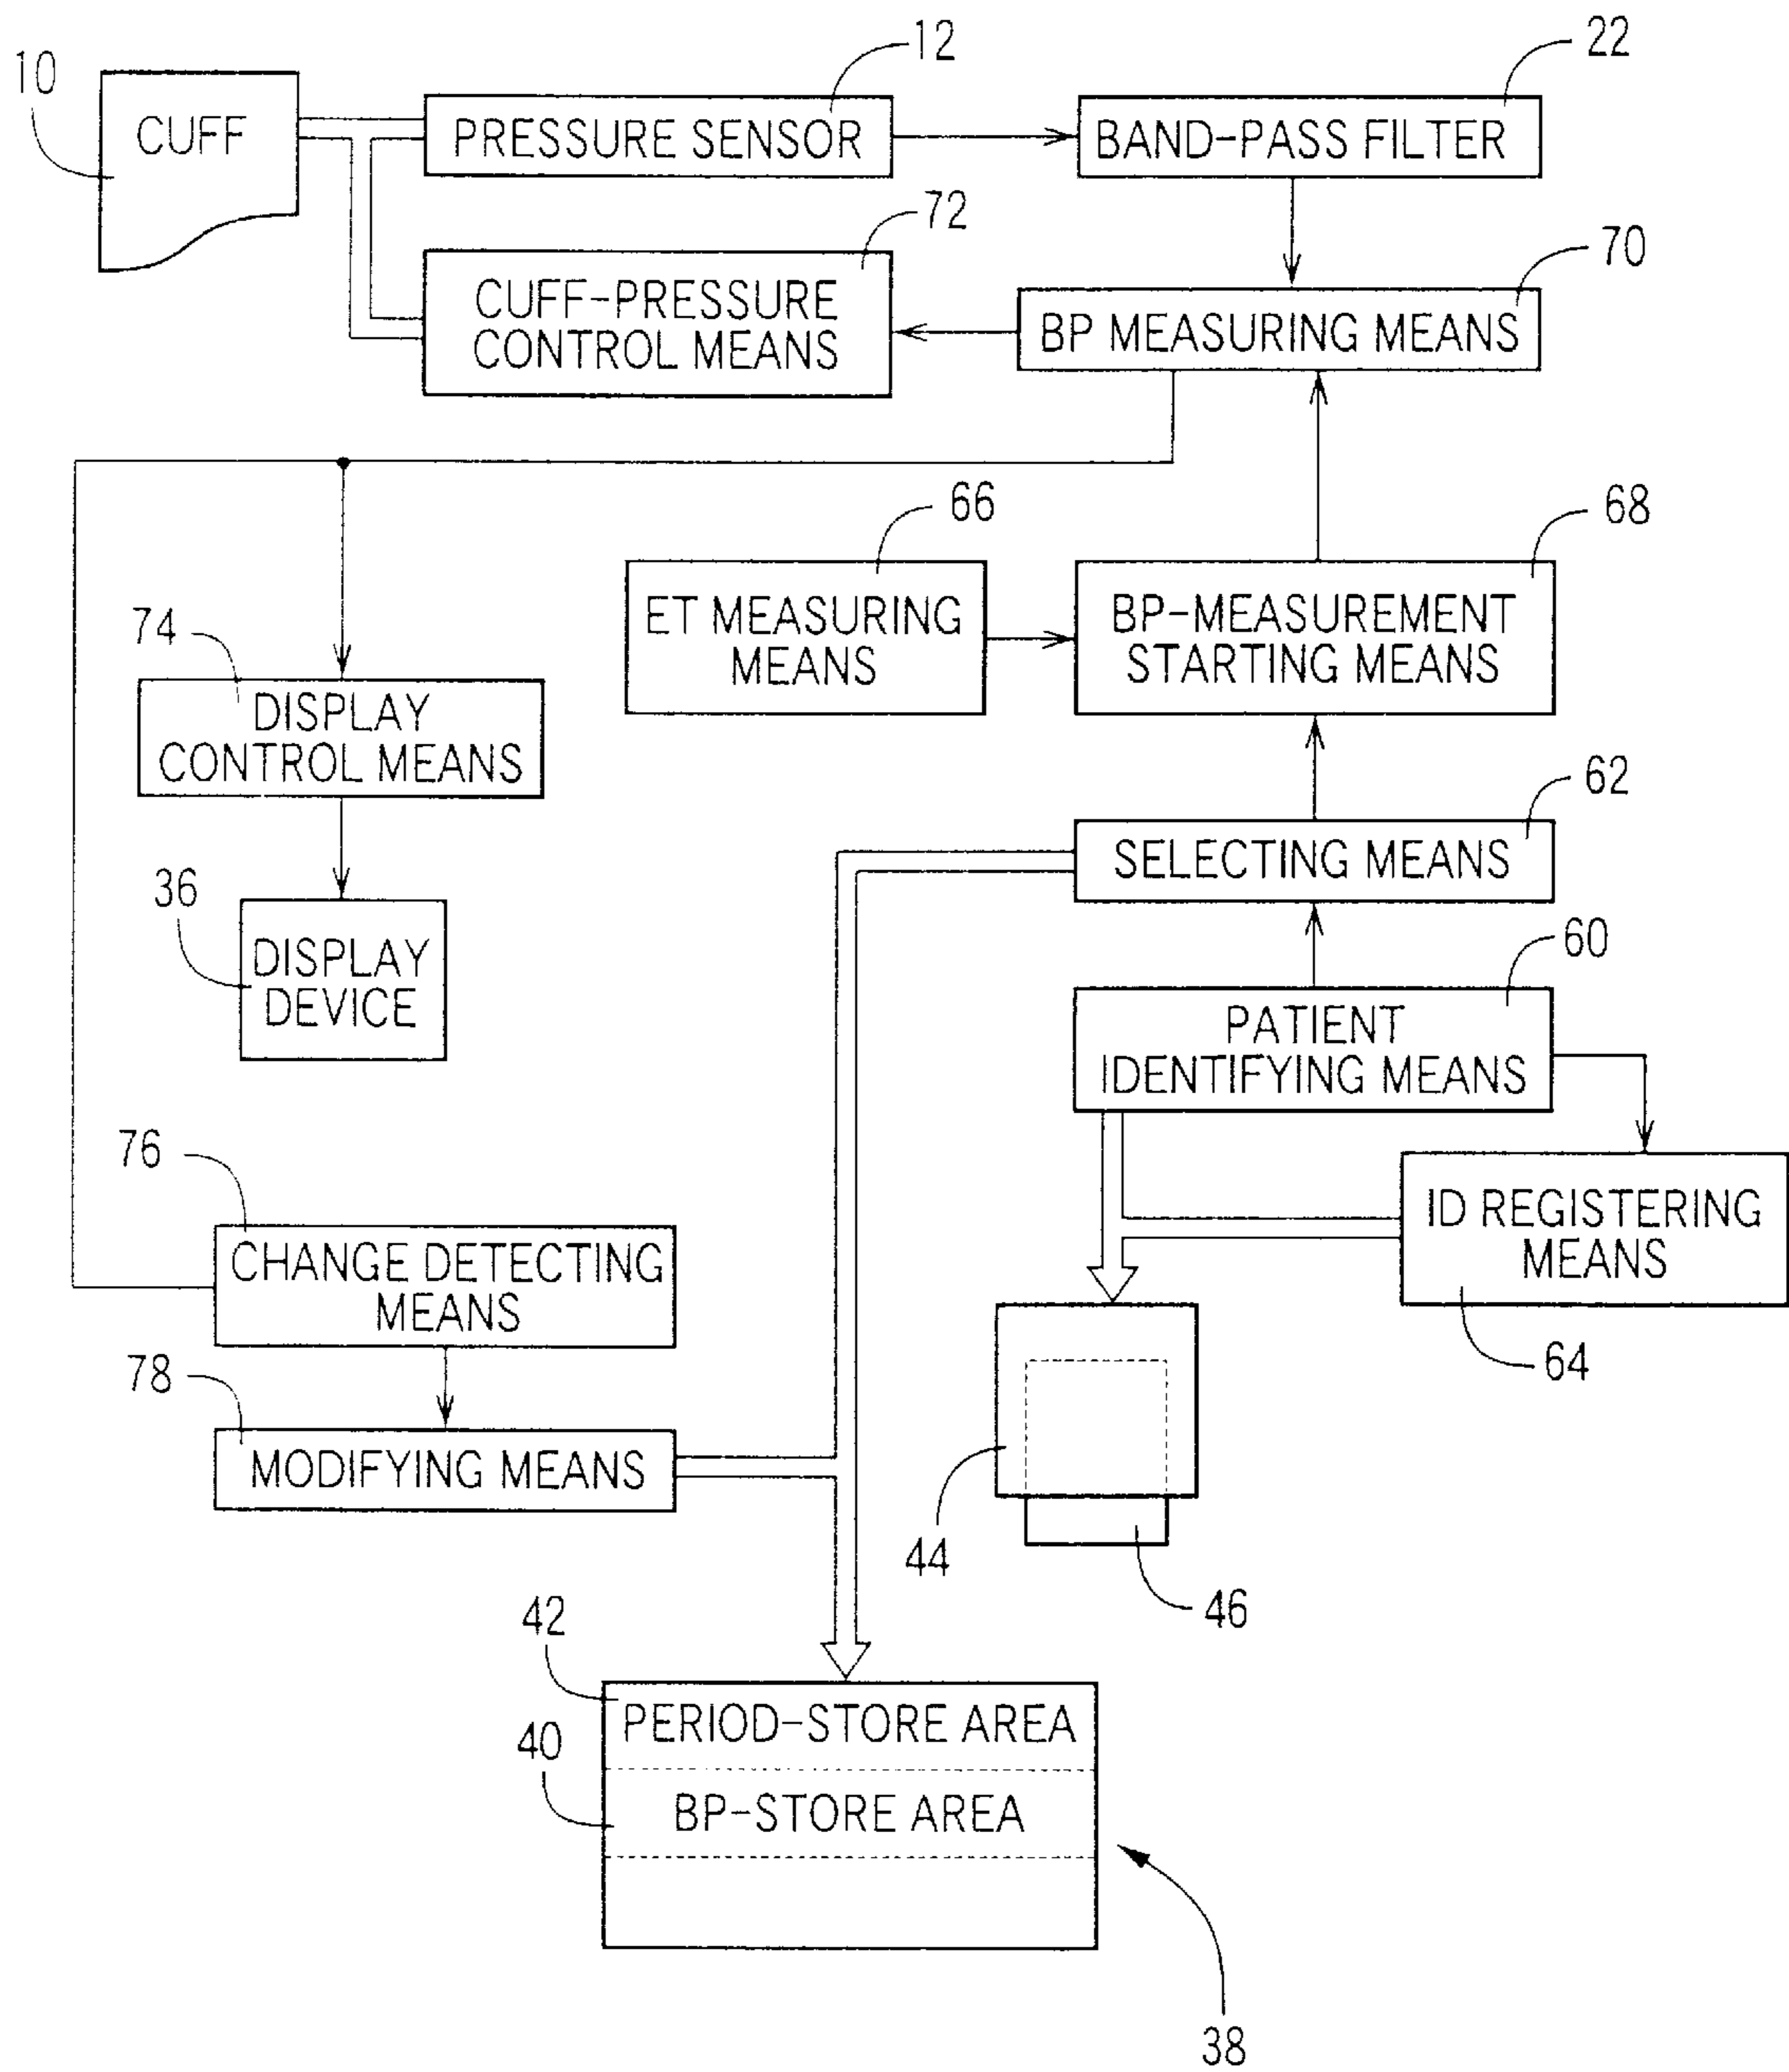 10
CUFF
12
PRESSURE SENSOR
22
BAND-PASS FILTER
72
CUFF-PRESSURE
CONTROL MEANS
70
BP MEASURING MEANS
66
ET MEASURING
MEANS
68
BP-MEASUREMENT
STARTING MEANS
74
DISPLAY
CONTROL MEANS
62
SELECTING MEANS
36
DISPLAY
DEVICE
60
PATIENT
IDENTIFYING MEANS
76
CHANGE DETECTING
MEANS
ID REGISTERING
MEANS
64
78
MODIFYING MEANS
44
46
42
PERIOD-STORE AREA
40
BP-STORE AREA
38